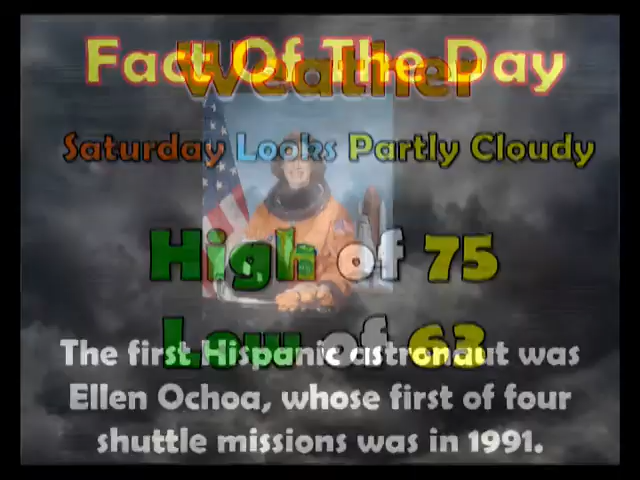 Fact Of The Day
Weather
Saturday Looks Partly Cloudy
High of 75
Low of 63
The first Hispanic astronaut was
Ellen Ochoa, whose first of four
shuttle missions was in 1991.